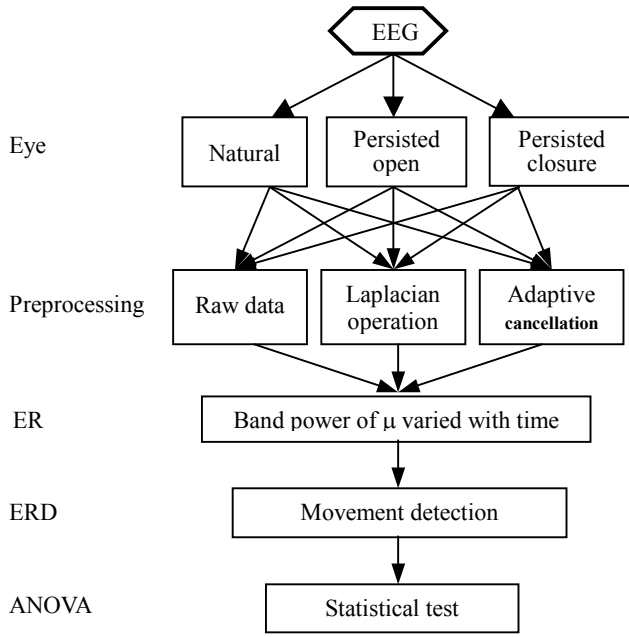 EEG
Eye
Natural
Persisted
open
Persisted
closure
Preprocessing
Raw data
Laplacian
operation
Adaptive
cancellation
ER
Band power of μ varied with time
ERD
Movement detection
ANOVA
Statistical test